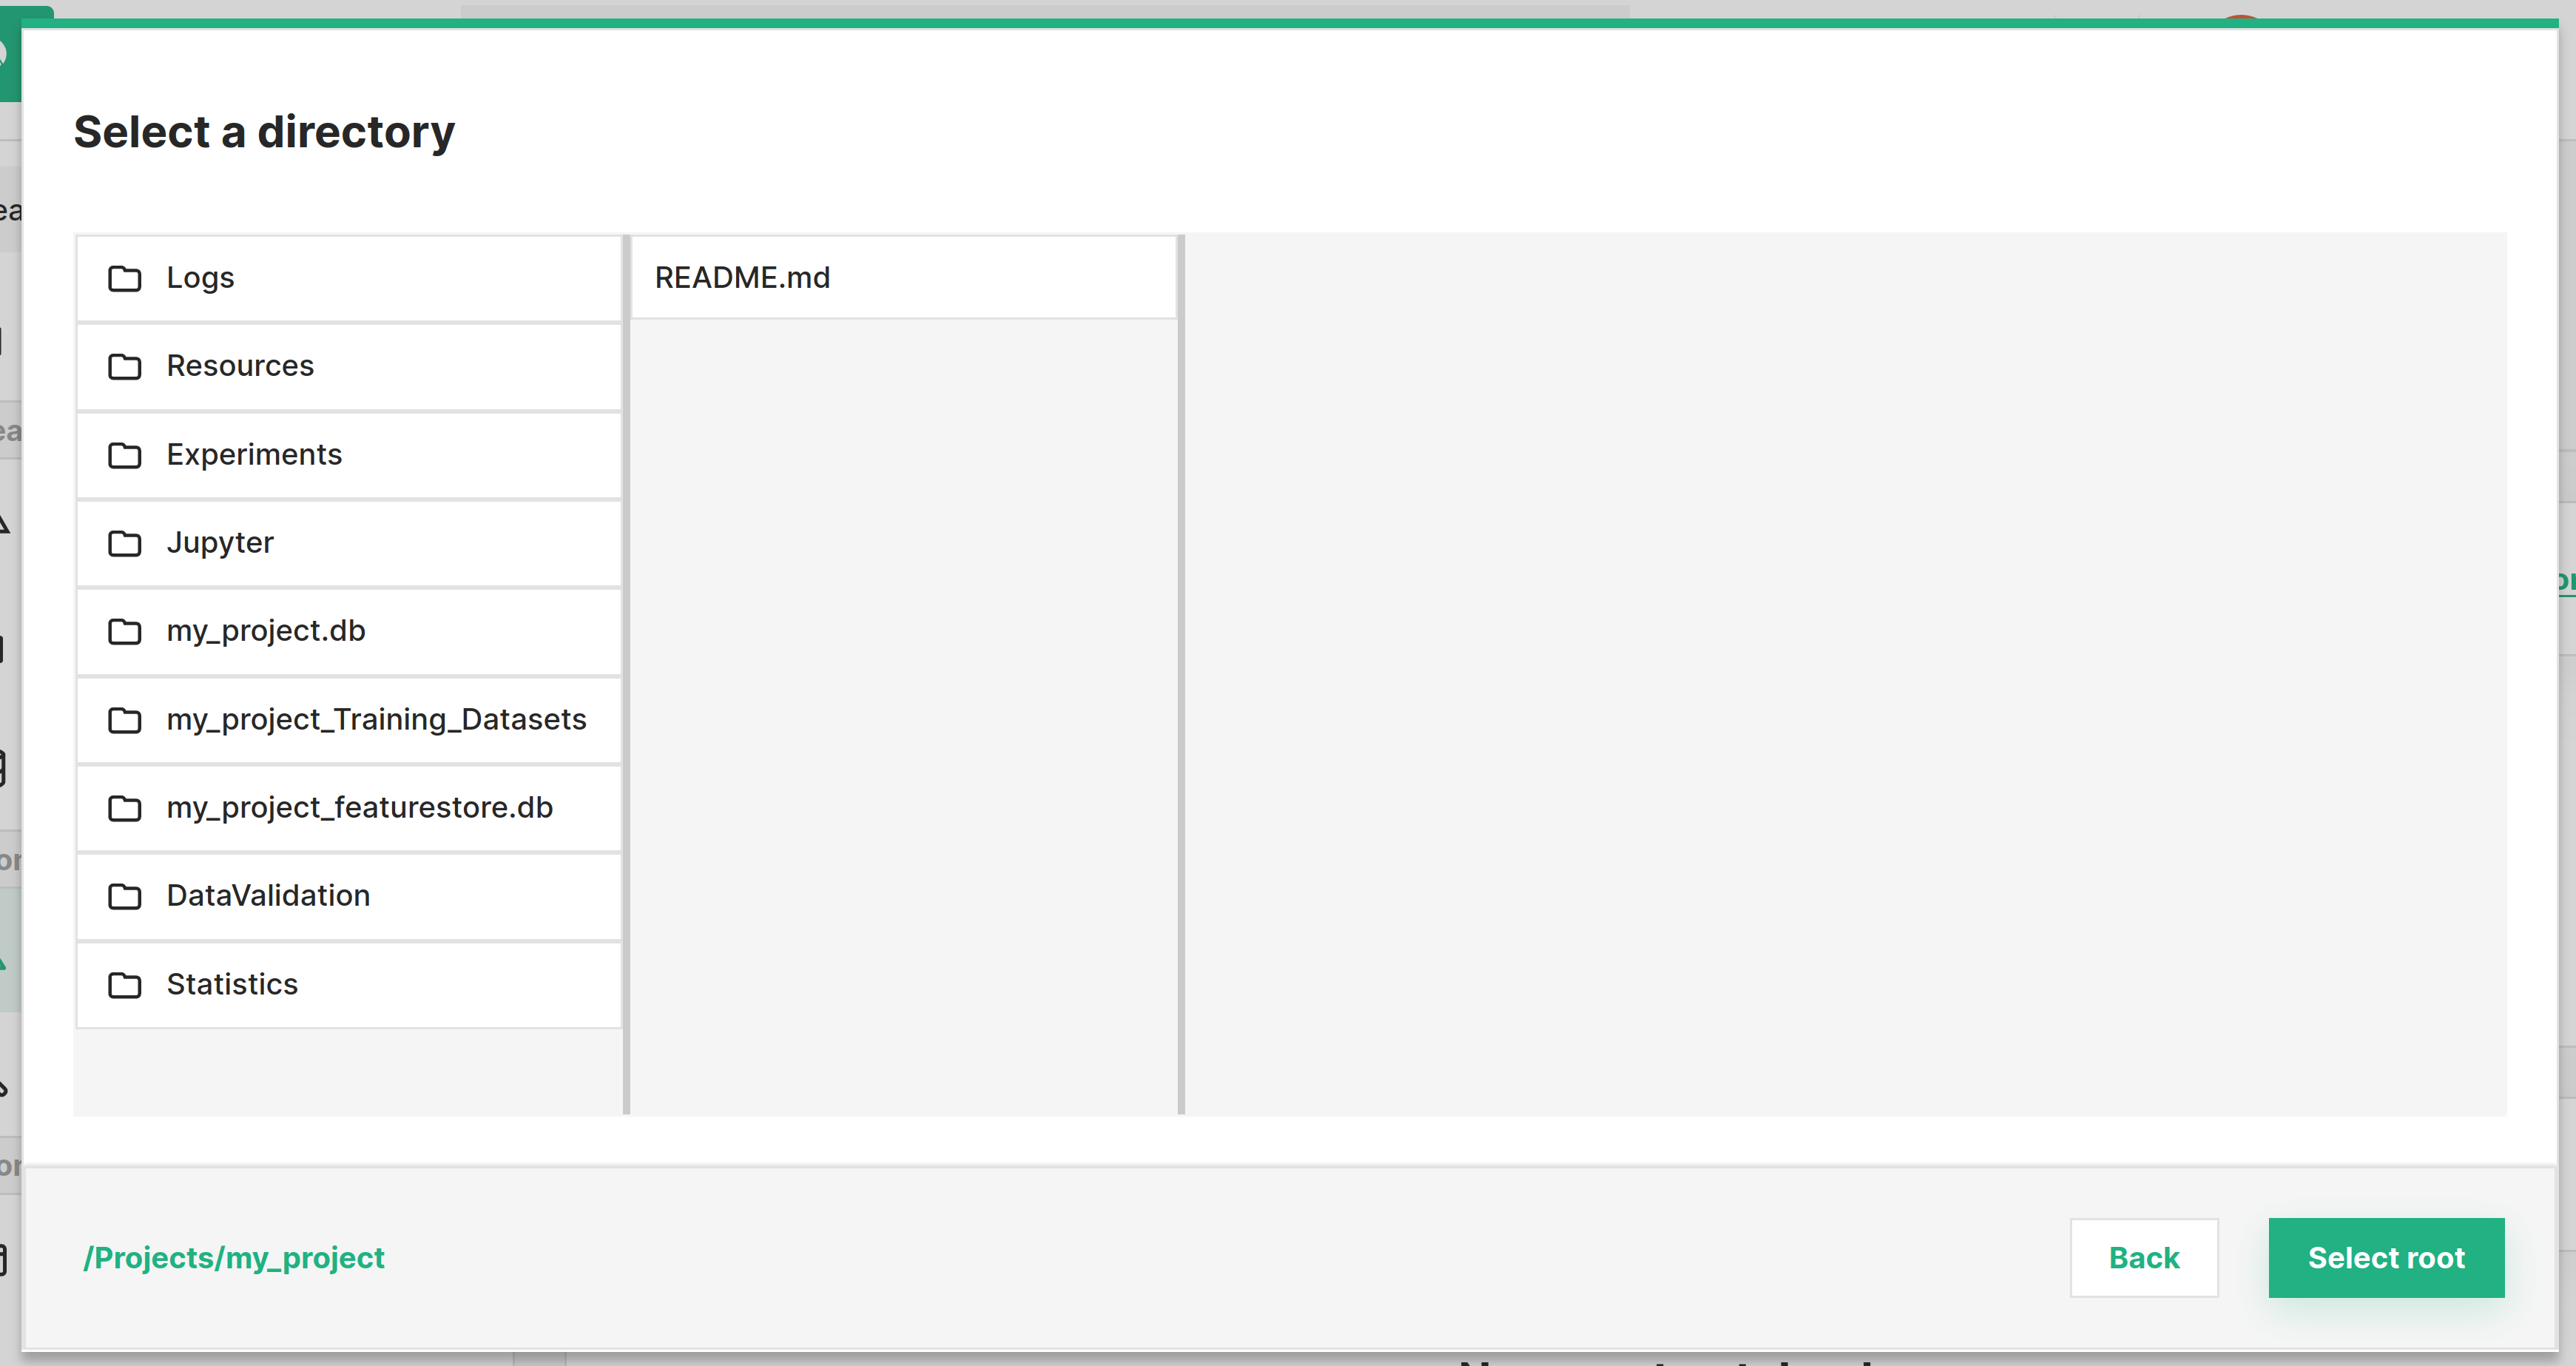 Select a directory
Logs
README.md
Resources
Experiments
Jupyter
my_project.db
my_project_Training_Datasets
my_project_featurestore.db
DataValidation
Statistics
/Projects/my_project
Back
Select root